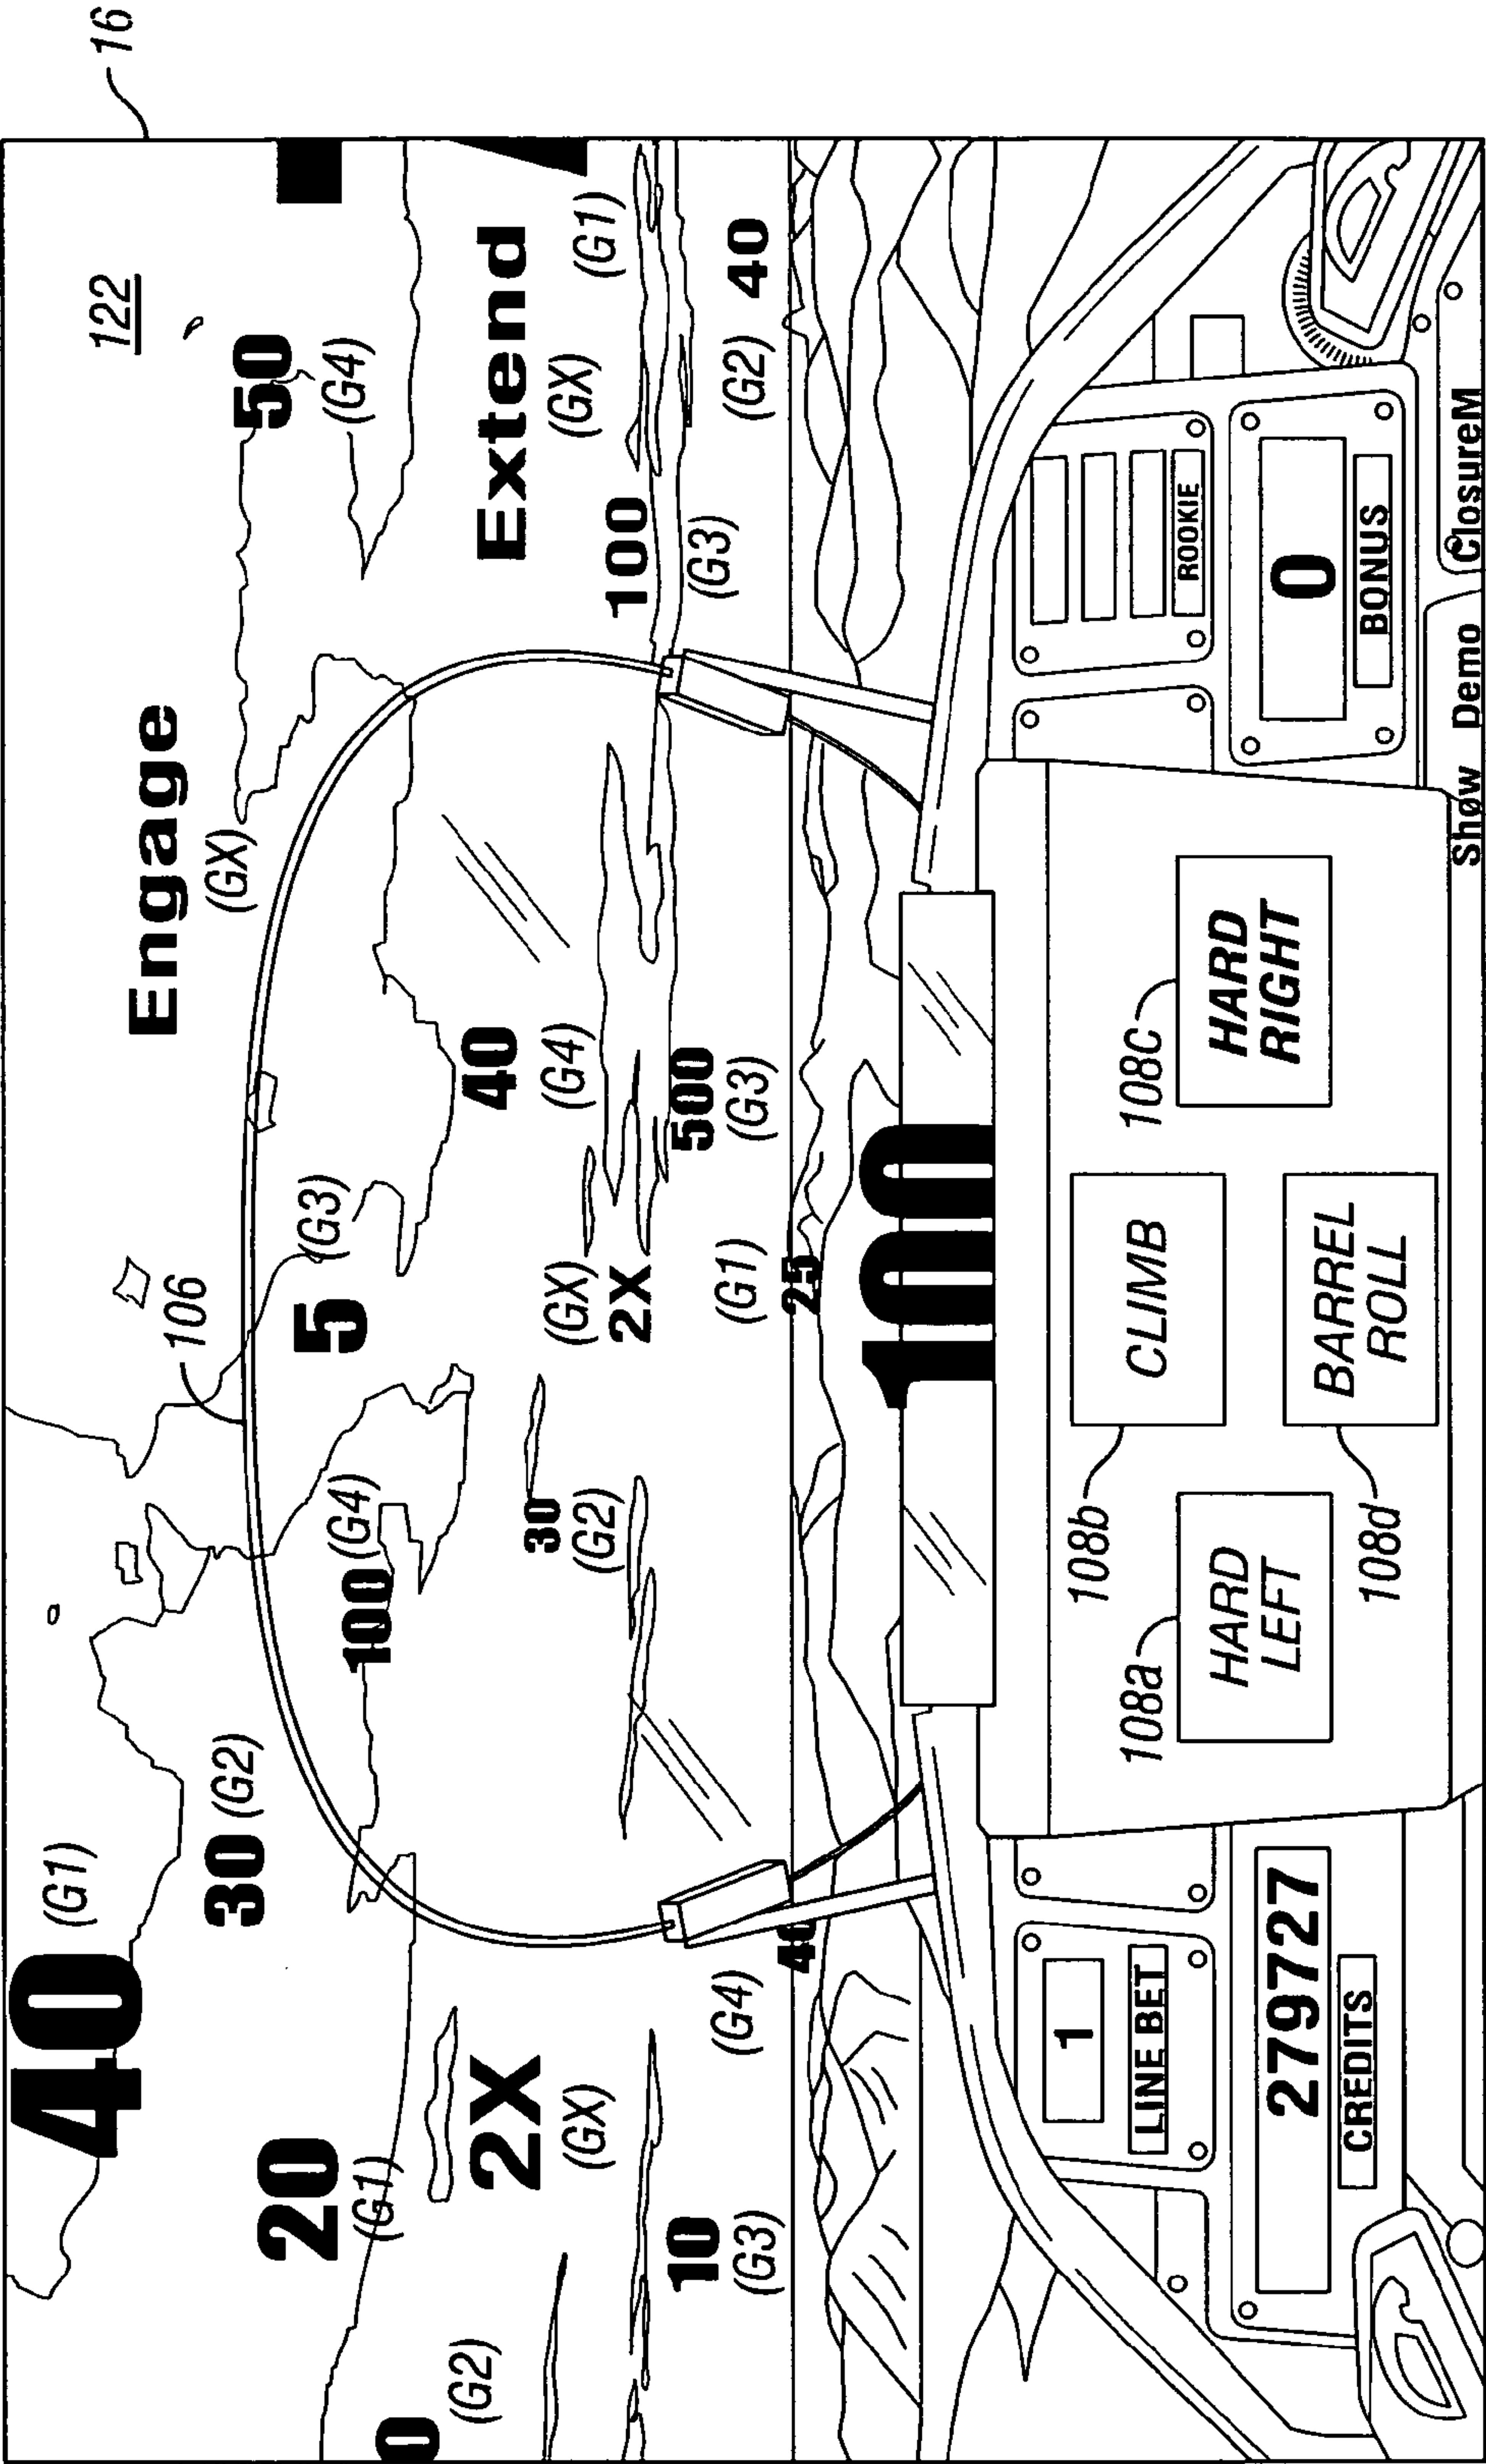 16
122
40
(G1)
30 (G2)
Engage
(GX)
106
20
(G1)
100 (G4)
5
(G3)
50
(G4)
0
(G2)
2X
(GX)
30
(G2)
40
(G4)
Extend
(GX)
(GX)
2X
100
(G3)
(G1)
10
(G3)
(G4)
40
(G1)
25
500
(G3)
(G2)
40
100
1
LINE BET
279727
CREDITS
108a
HARD
LEFT
108b
CLIMB
108c
HARD
RIGHT
108d
BARREL
ROLL
ROOKIE
0
BONUS
Show Demo ClosureM